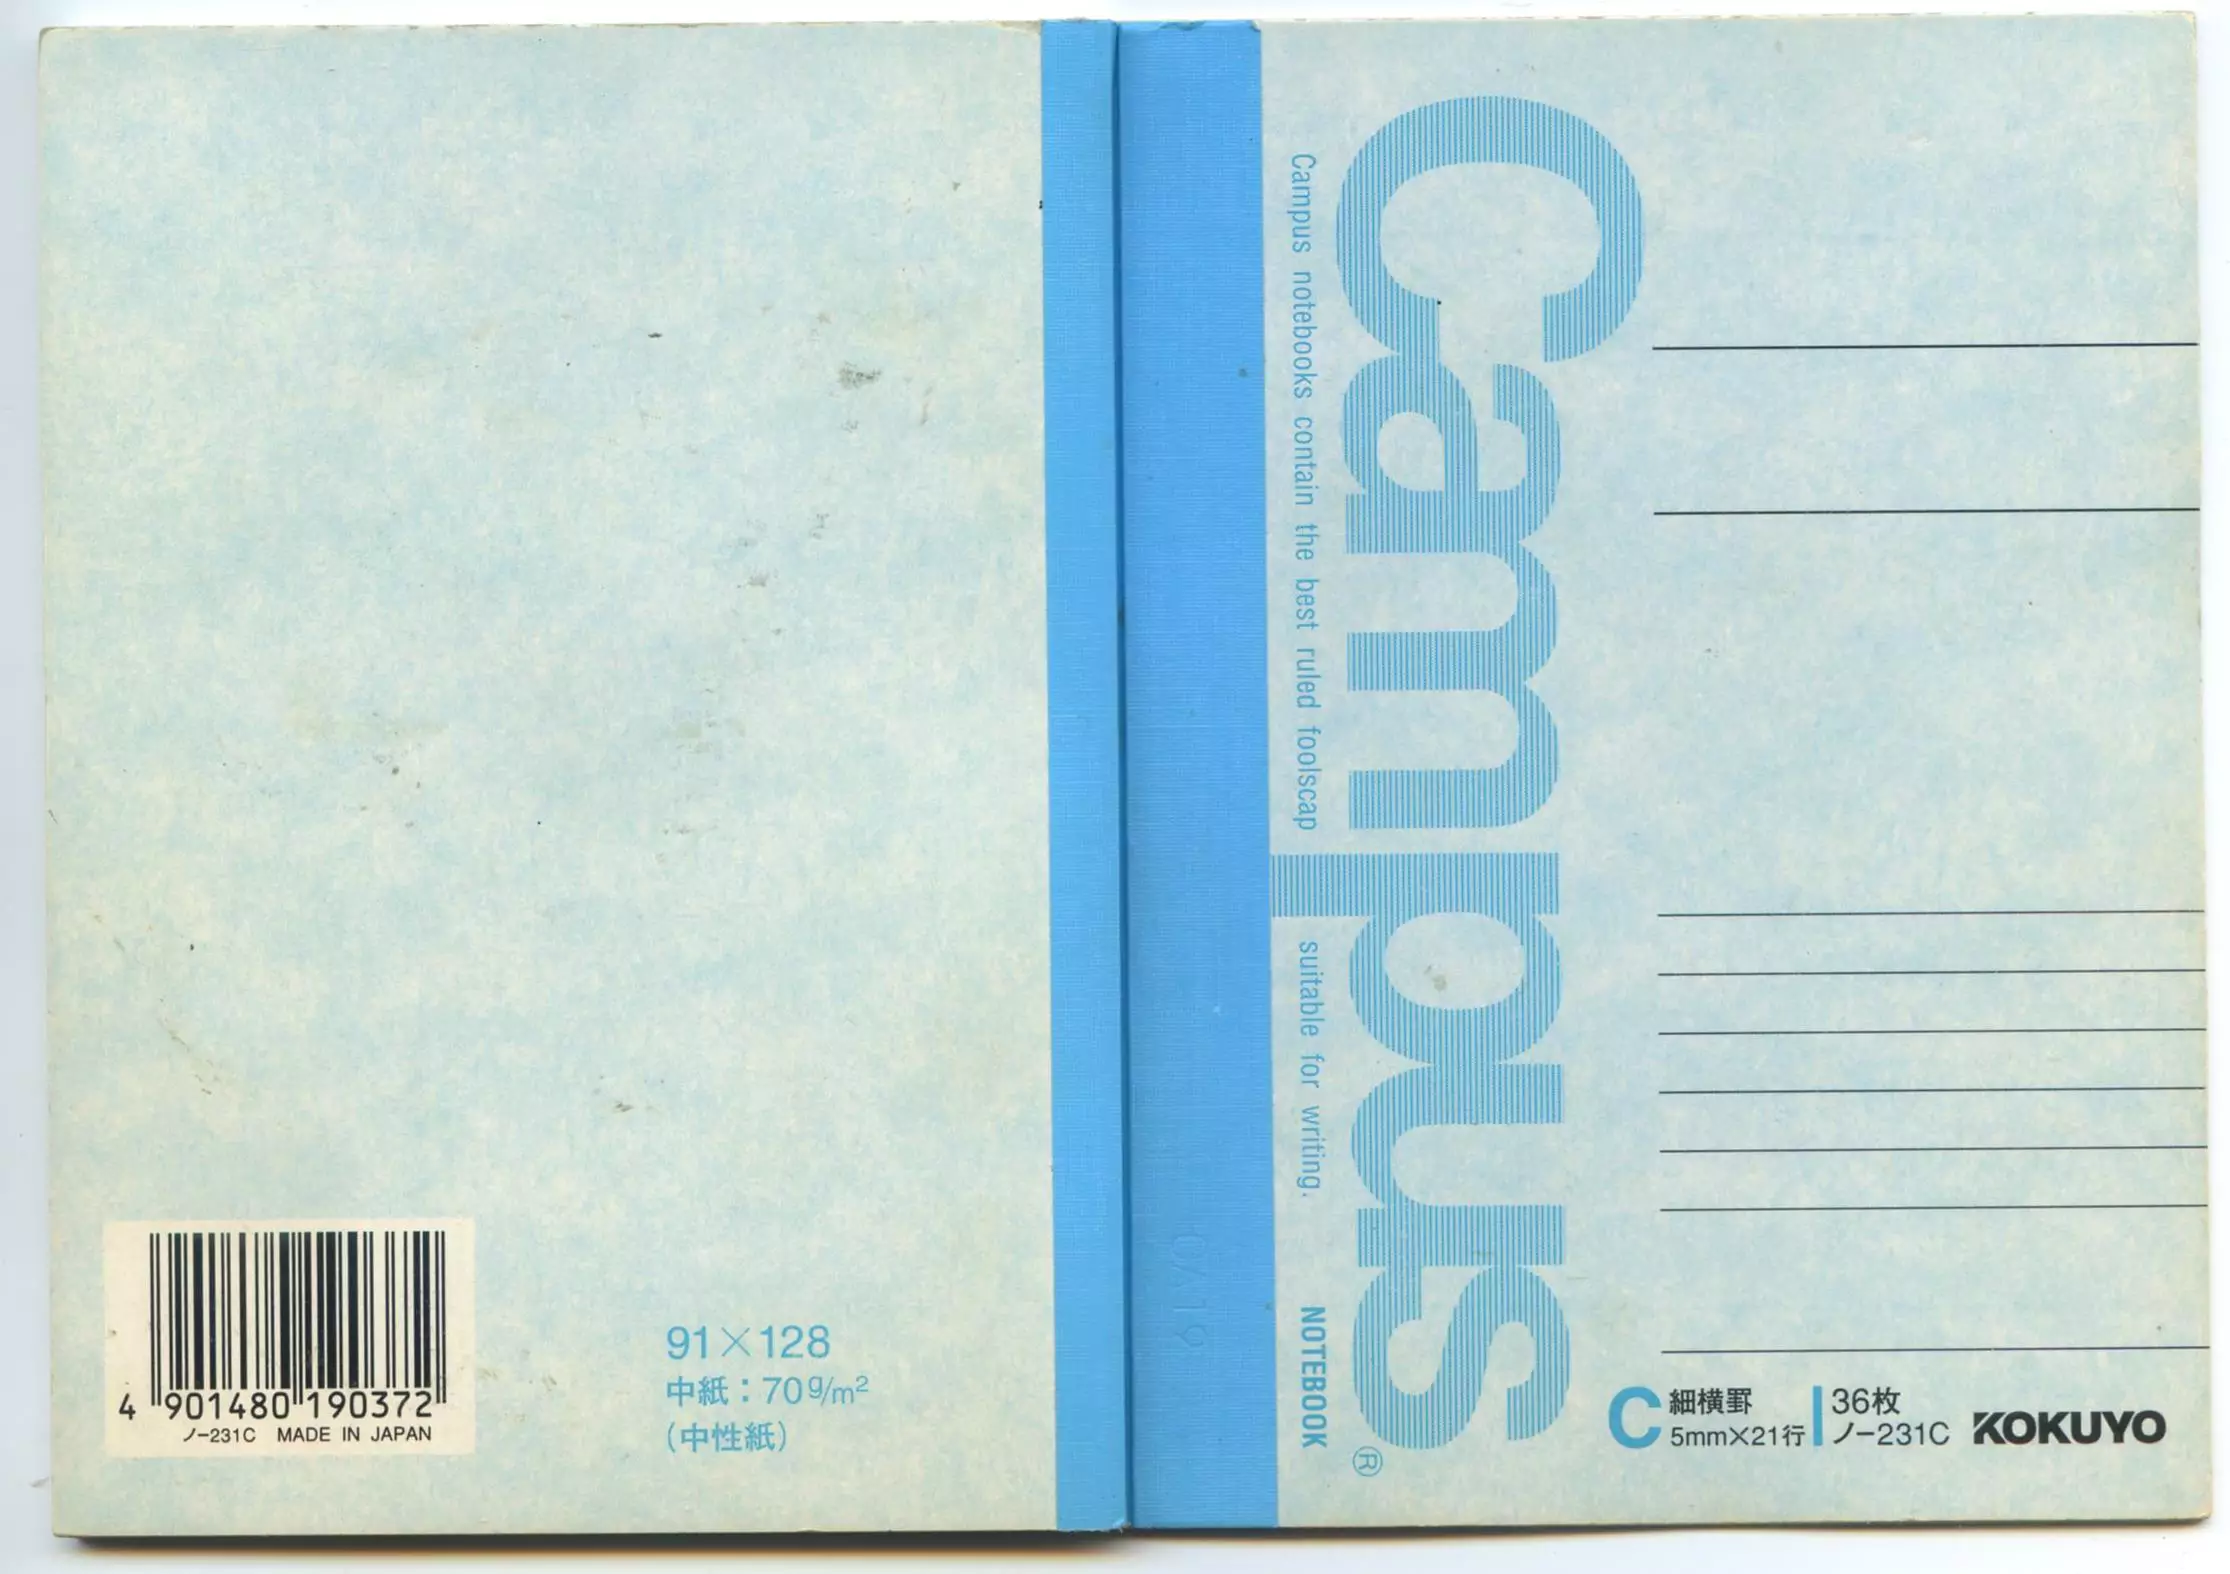 Campus
®
Campus notebooks contain the best ruled foolscap suitable for writing.
NOTEBOOK
C 細横罫 36枚
5mm×21行 ノ-231C
KOKUYO
91×128
中紙：70g/m²
(中性紙)
4 901480 190372
ノ-231C MADE IN JAPAN